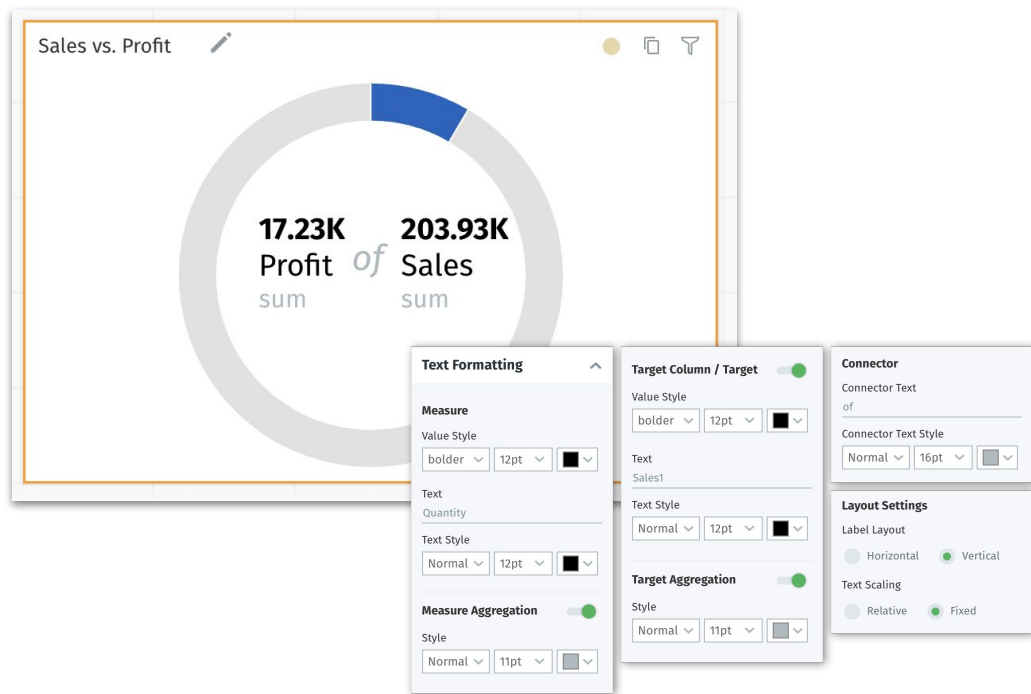 Sales vs. Profit
17.23K of 203.93K
Profit Sales
sum sum
Text Formatting
Measure
Value Style
bolder 12pt
Text
Quantity
Text Style
Normal 12pt
Measure Aggregation
Style
Normal 11pt
Target Column / Target
Value Style
bolder 12pt
Text
Sales1
Text Style
Normal 12pt
Target Aggregation
Style
Normal 11pt
Connector
Connector Text
of
Connector Text Style
Normal 16pt
Layout Settings
Label Layout
Horizontal Vertical
Text Scaling
Relative Fixed